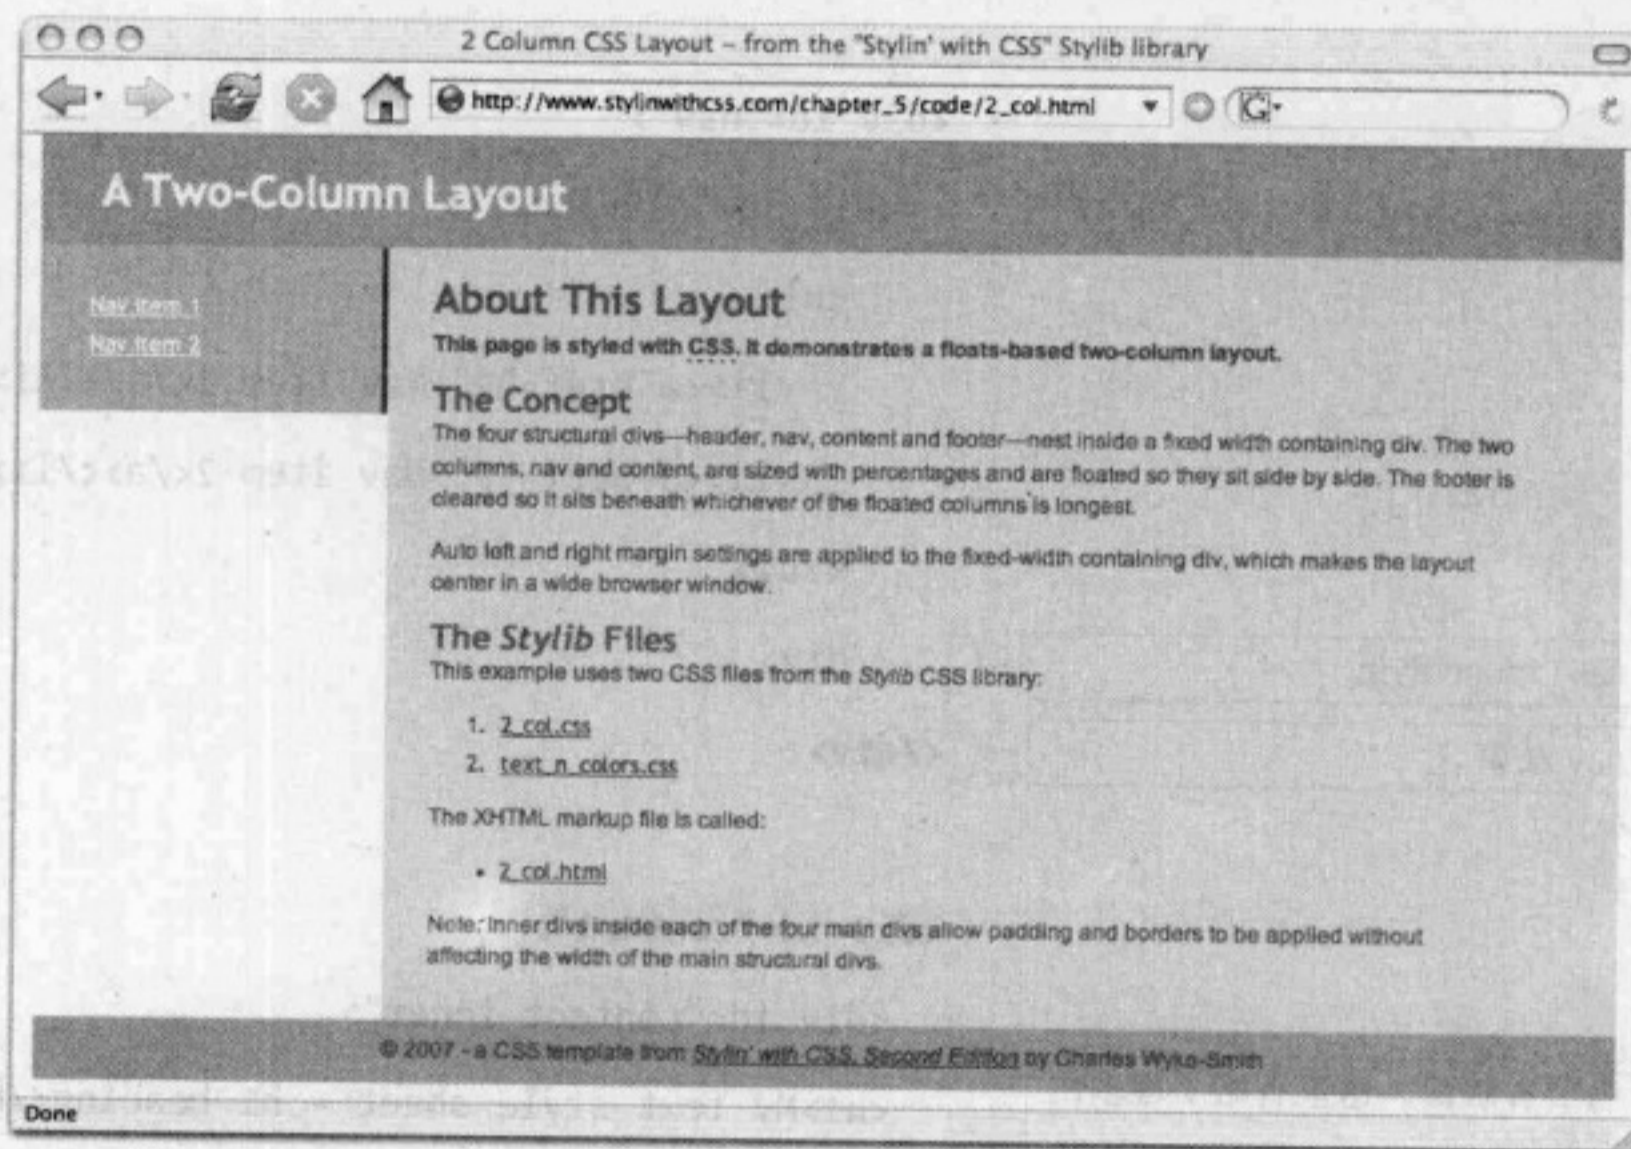 2 Column CSS Layout – from the "Stylin' with CSS" Stylib library
http://www.stylinwithcss.com/chapter_5/code/2_col.html
G
A Two-Column Layout
Nav Item 1
Nav Item 2
About This Layout
This page is styled with CSS. It demonstrates a floats-based two-column layout.
The Concept
The four structural divs—header, nav, content and footer—nest inside a fixed width containing div. The two
columns, nav and content, are sized with percentages and are floated so they sit side by side. The footer is
cleared so it sits beneath whichever of the floated columns is longest.
Auto left and right margin settings are applied to the fixed-width containing div, which makes the layout
center in a wide browser window.
The Stylib Files
This example uses two CSS files from the Stylib CSS library:
1. 2_col.css
2. text_n_colors.css
The XHTML markup file is called:
• 2_col.html
Note: Inner divs inside each of the four main divs allow padding and borders to be applied without
affecting the width of the main structural divs.
© 2007 - a CSS template from Stylin' with CSS, Second Edition by Charles Wyke-Smith
Done